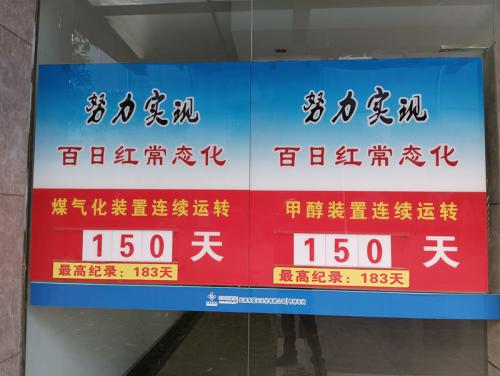 努力实现
百日红常态化
煤气化装置连续运转
150天
最高纪录：183天
努力实现
百日红常态化
甲醇装置连续运转
150天
最高纪录：183天